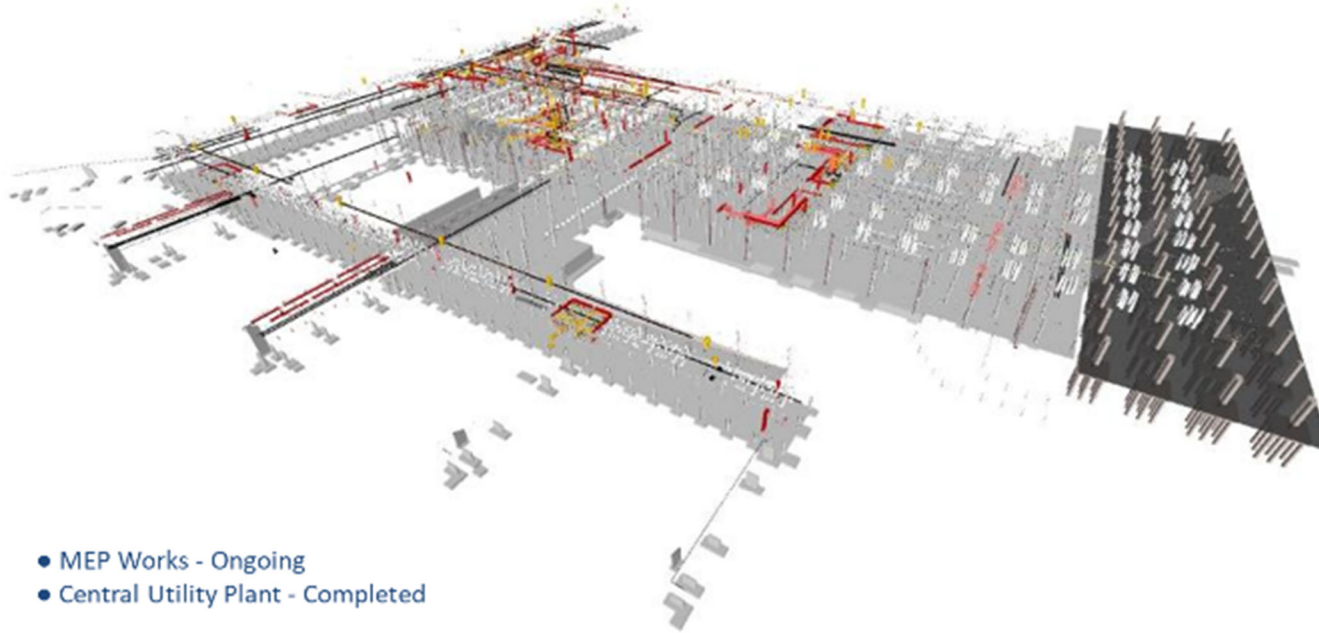 ● MEP Works - Ongoing
● Central Utility Plant - Completed